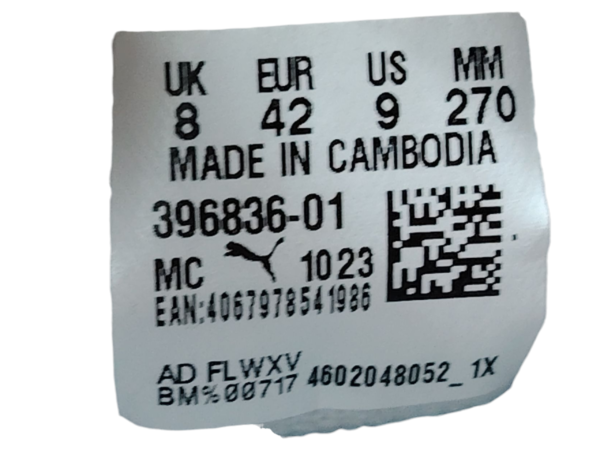 UK EUR US MM
8 42 9 270
MADE IN CAMBODIA
396836-01
MC 1023
EAN:4067978541986
AD FLWXV
BM%00717 4602048052_ 1X